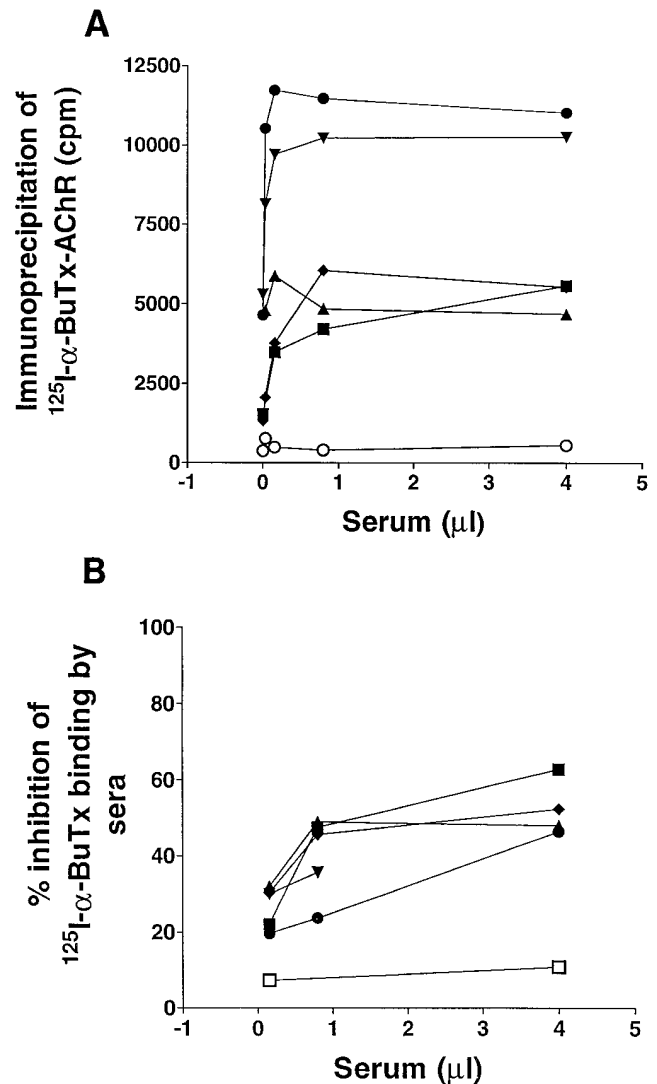 A
Immunoprecipitation of
¹²⁵I-α-BuTx-AChR (cpm)
12500
10000
7500
5000
2500
0
-1 0 1 2 3 4 5
Serum (μl)
B
% inhibition of
¹²⁵I-α-BuTx binding by
sera
100
80
60
40
20
0
-1 0 1 2 3 4 5
Serum (μl)